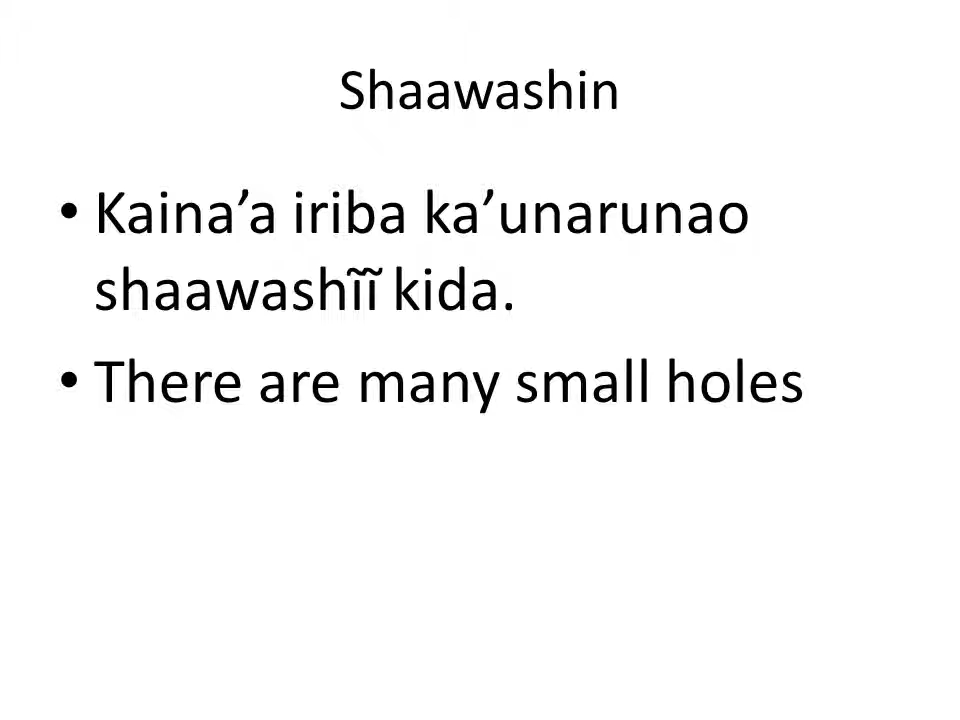 Shaawashin
• Kaina’a iriba ka’unarunao
shaawashĩĩ kida.
• There are many small holes